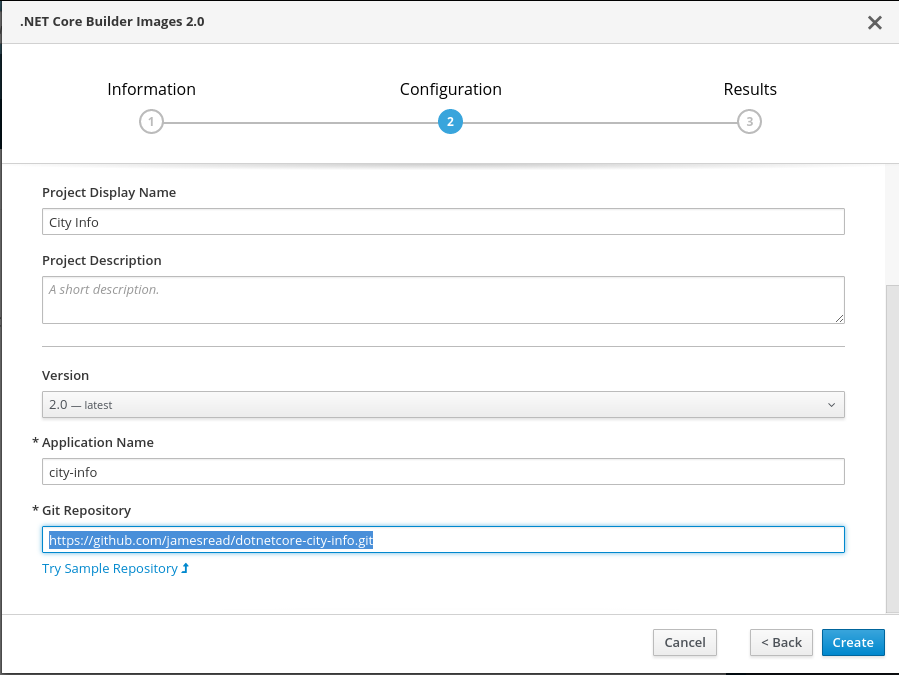 .NET Core Builder Images 2.0
Information
Configuration
Results
1
2
3
Project Display Name
City Info
Project Description
A short description.
Version
2.0 — latest
* Application Name
city-info
* Git Repository
https://github.com/jamesread/dotnetcore-city-info.git
Try Sample Repository
Cancel
< Back
Create